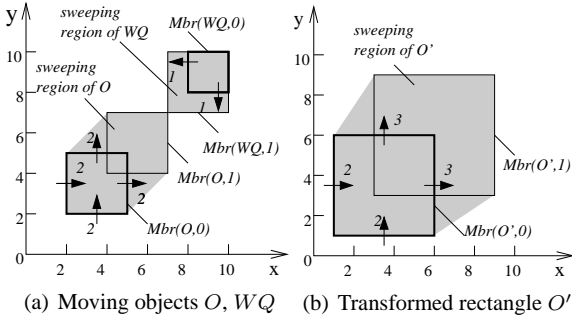 y
sweeping
region of WQ
Mbr(WQ,0)
10
1
8
sweeping
region of O
1
6
2
Mbr(WQ,1)
4
2
2
Mbr(O,1)
2
2
Mbr(O,0)
0
2 4 6 8 10 x
(a) Moving objects O, WQ
y
sweeping
region of O'
10
8
3
6
4
2
3
Mbr(O',1)
2
2
Mbr(O',0)
0
2 4 6 8 10 x
(b) Transformed rectangle O'